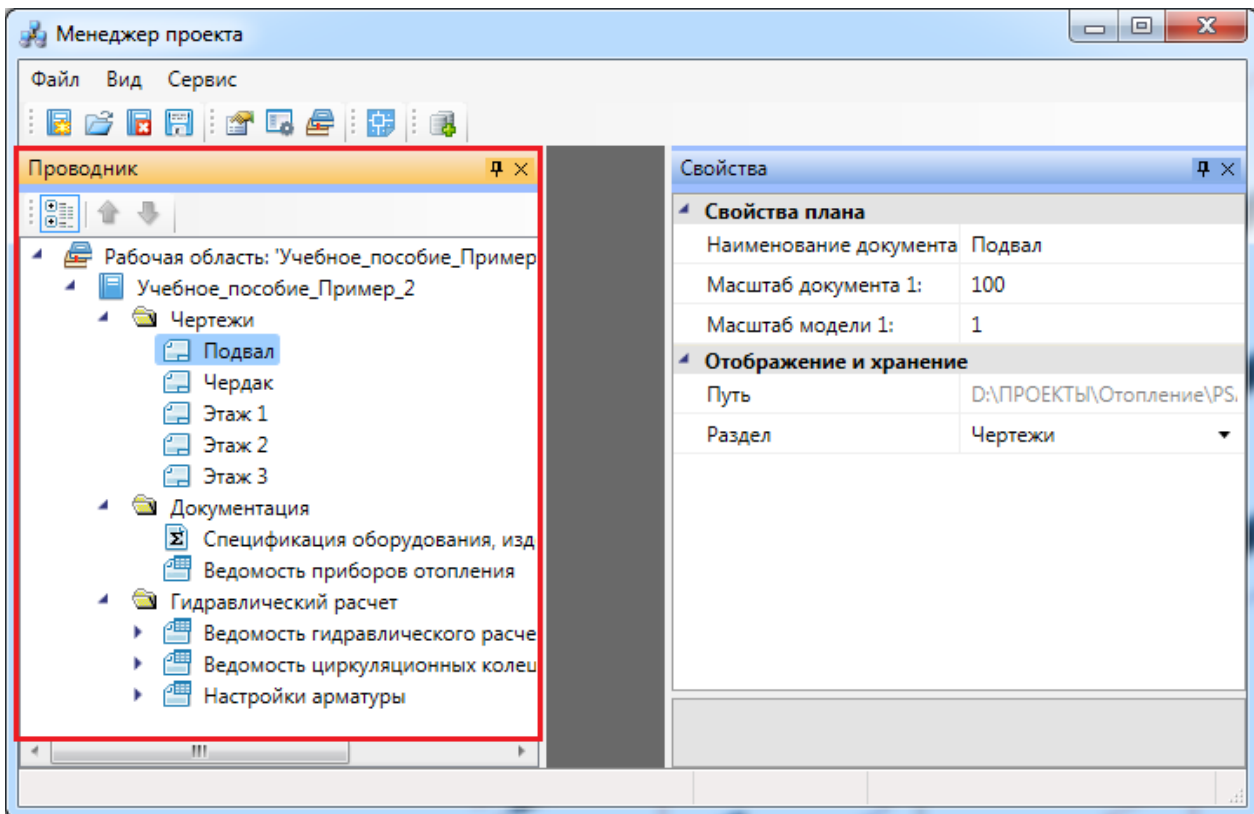 Менеджер проекта
Файл Вид Сервис
Проводник
Рабочая область: 'Учебное_пособие_Пример
Учебное_пособие_Пример_2
Чертежи
Подвал
Чердак
Этаж 1
Этаж 2
Этаж 3
Документация
Спецификация оборудования, изд
Ведомость приборов отопления
Гидравлический расчет
Ведомость гидравлического расче
Ведомость циркуляционных колец
Настройки арматуры
Свойства
Свойства плана
Наименование документа Подвал
Масштаб документа 1: 100
Масштаб модели 1: 1
Отображение и хранение
Путь D:\ПРОЕКТЫ\Отопление\PS.
Раздел Чертежи